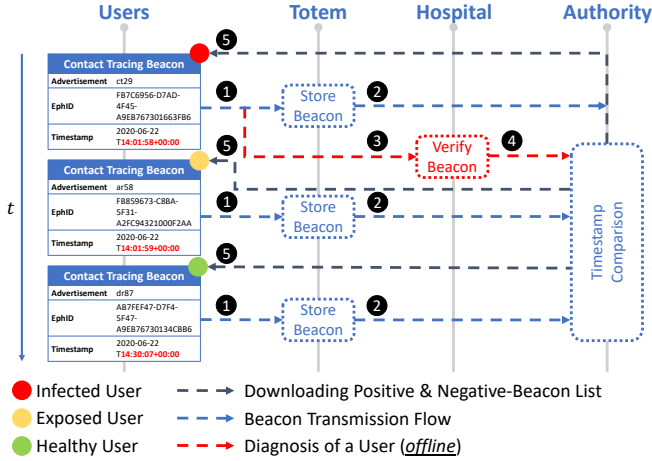 Users Totem Hospital Authority
5
Contact Tracing Beacon
Advertisement ct29
EphID FB7C6956-D7AD-
4F45-
A9EB767301663FB6
Timestamp 2020-06-22
T14:01:58+00:00
1
Store
Beacon
2
3
Verify
Beacon
4
5
Contact Tracing Beacon
Advertisement ar58
EphID FB859673-C8BA-
5F31-
A2FC94321000F2AA
Timestamp 2020-06-22
T14:01:59+00:00
1
Store
Beacon
2
t
Timestamp
Comparison
5
Contact Tracing Beacon
Advertisement dr87
EphID AB7FEF47-D7F4-
5F47-
A9EB76730134CBB6
Timestamp 2020-06-22
T14:30:07+00:00
1
Store
Beacon
2
Infected User Downloading Positive & Negative-Beacon List
Exposed User Beacon Transmission Flow
Healthy User Diagnosis of a User (offline)